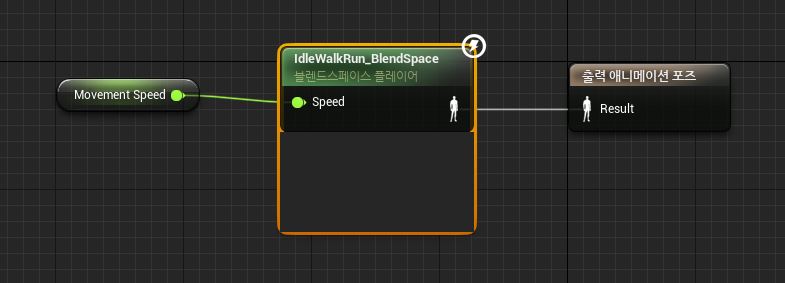 Movement Speed
IdleWalkRun_BlendSpace
블렌드스페이스 플레이어
Speed
출력 애니메이션 포즈
Result